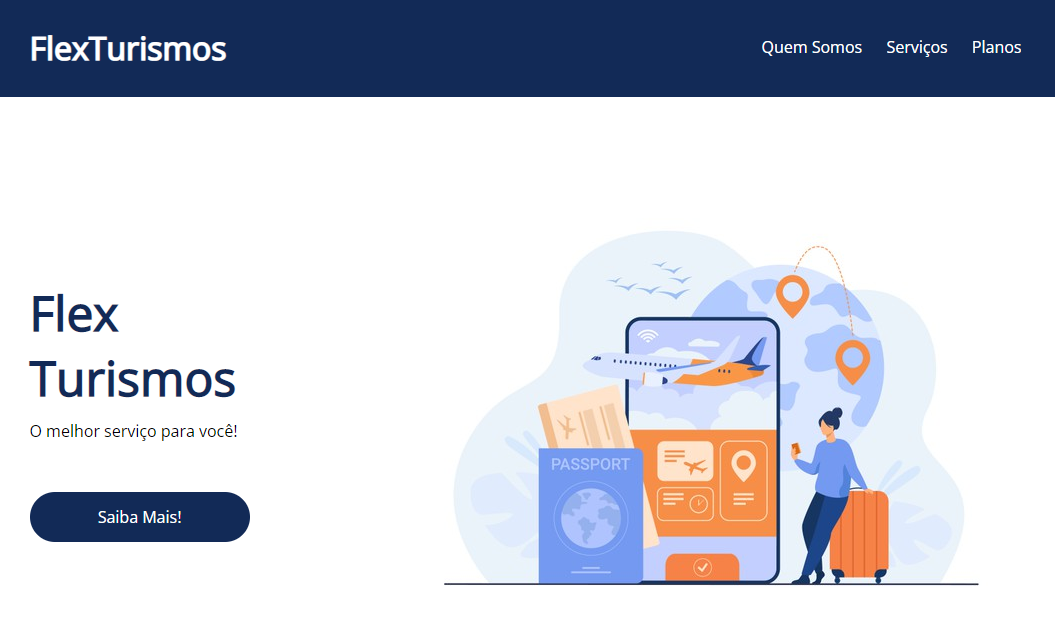 FlexTurismos
Quem Somos Serviços Planos
Flex
Turismos
O melhor serviço para você!
Saiba Mais!
PASSPORT